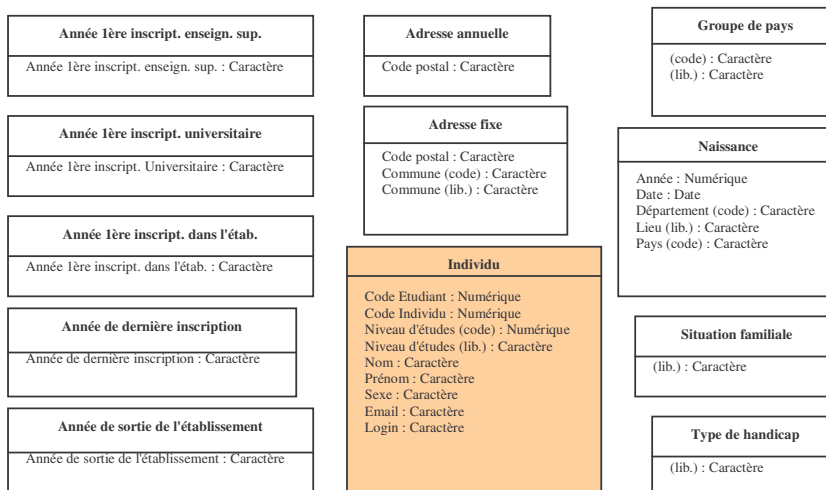 Année 1ère inscript. enseign. sup.
Année 1ère inscript. enseign. sup. : Caractère
Année 1ère inscript. universitaire
Année 1ère inscript. Universitaire : Caractère
Année 1ère inscript. dans l'étab.
Année 1ère inscript. dans l'étab. : Caractère
Année de dernière inscription
Année de dernière inscription : Caractère
Année de sortie de l'établissement
Année de sortie de l'établissement : Caractère
Adresse annuelle
Code postal : Caractère
Adresse fixe
Code postal : Caractère
Commune (code) : Caractère
Commune (lib.) : Caractère
Individu
Code Etudiant : Numérique
Code Individu : Numérique
Niveau d'études (code) : Numérique
Niveau d'études (lib.) : Caractère
Nom : Caractère
Prénom : Caractère
Sexe : Caractère
Email : Caractère
Login : Caractère
Groupe de pays
(code) : Caractère
(lib.) : Caractère
Naissance
Année : Numérique
Date : Date
Département (code) : Caractère
Lieu (lib.) : Caractère
Pays (code) : Caractère
Situation familiale
(lib.) : Caractère
Type de handicap
(lib.) : Caractère